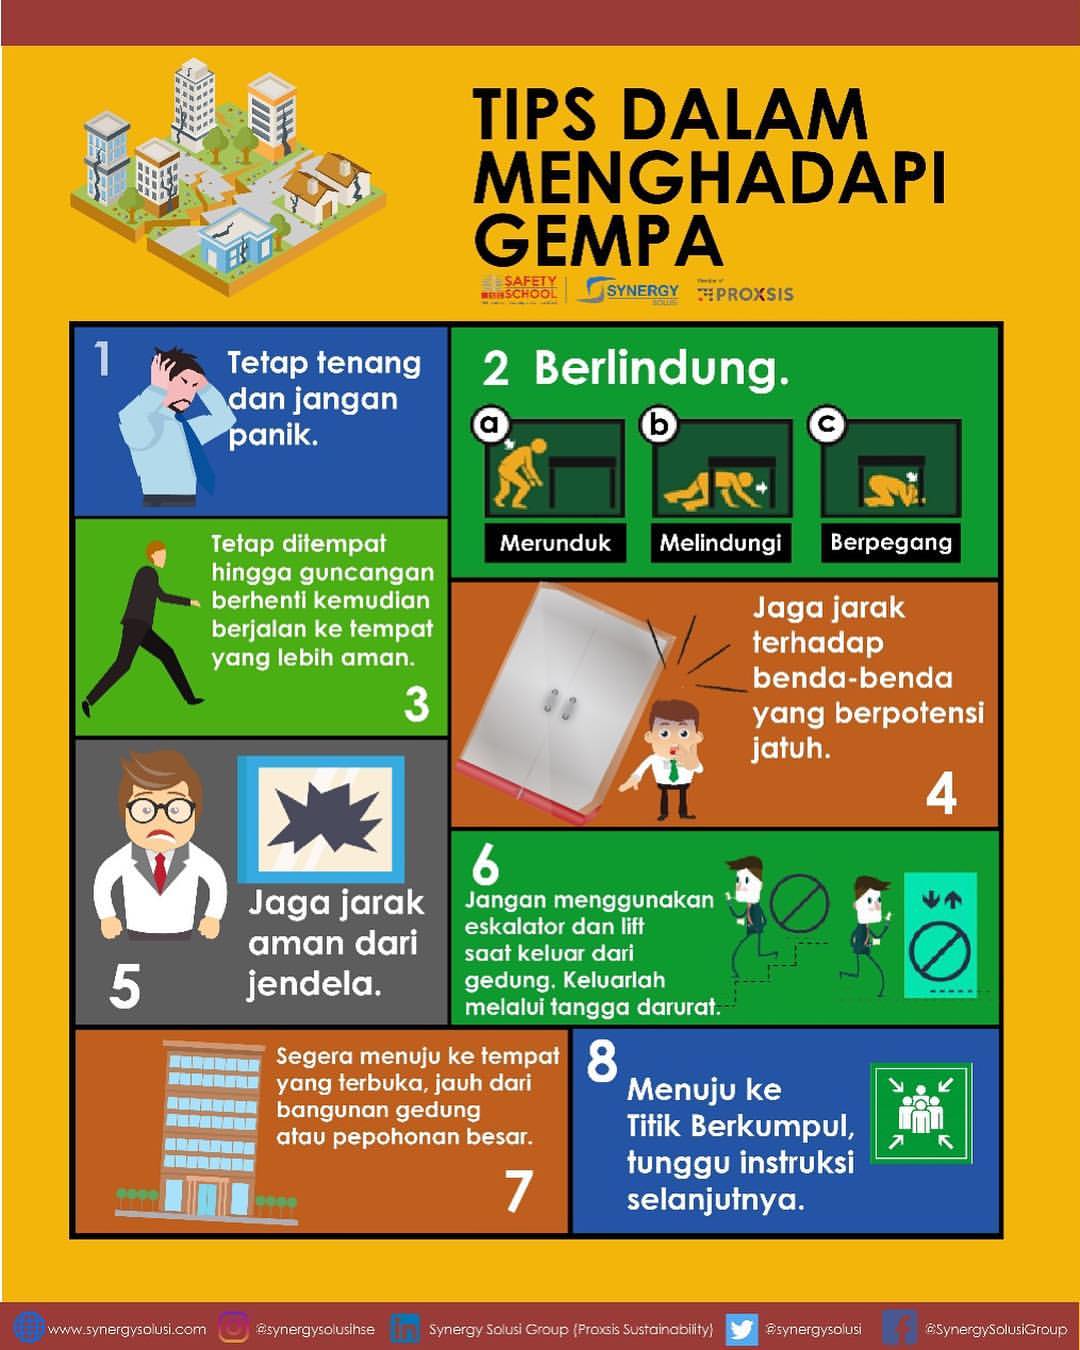 TIPS DALAM
MENGHADAPI
GEMPA
SAFETY
SCHOOL
SYNERGY
SOLUSI
Member of
PROXSIS
1
Tetap tenang
dan jangan
panik.
2 Berlindung.
a
b
c
Merunduk
Melindungi
Berpegang
Tetap ditempat
hingga guncangan
berhenti kemudian
berjalan ke tempat
yang lebih aman.
3
Jaga jarak
terhadap
benda-benda
yang berpotensi
jatuh.
4
Jaga jarak
aman dari
jendela.
5
6
Jangan menggunakan
eskalator dan lift
saat keluar dari
gedung. Keluarlah
melalui tangga darurat.
Segera menuju ke tempat
yang terbuka, jauh dari
bangunan gedung
atau pepohonan besar.
7
8
Menuju ke
Titik Berkumpul,
tunggu instruksi
selanjutnya.
www.synergysolusi.com @synergysolusihse in Synergy Solusi Group (Proxsis Sustainability) @synergysolusi @SynergySolusiGroup